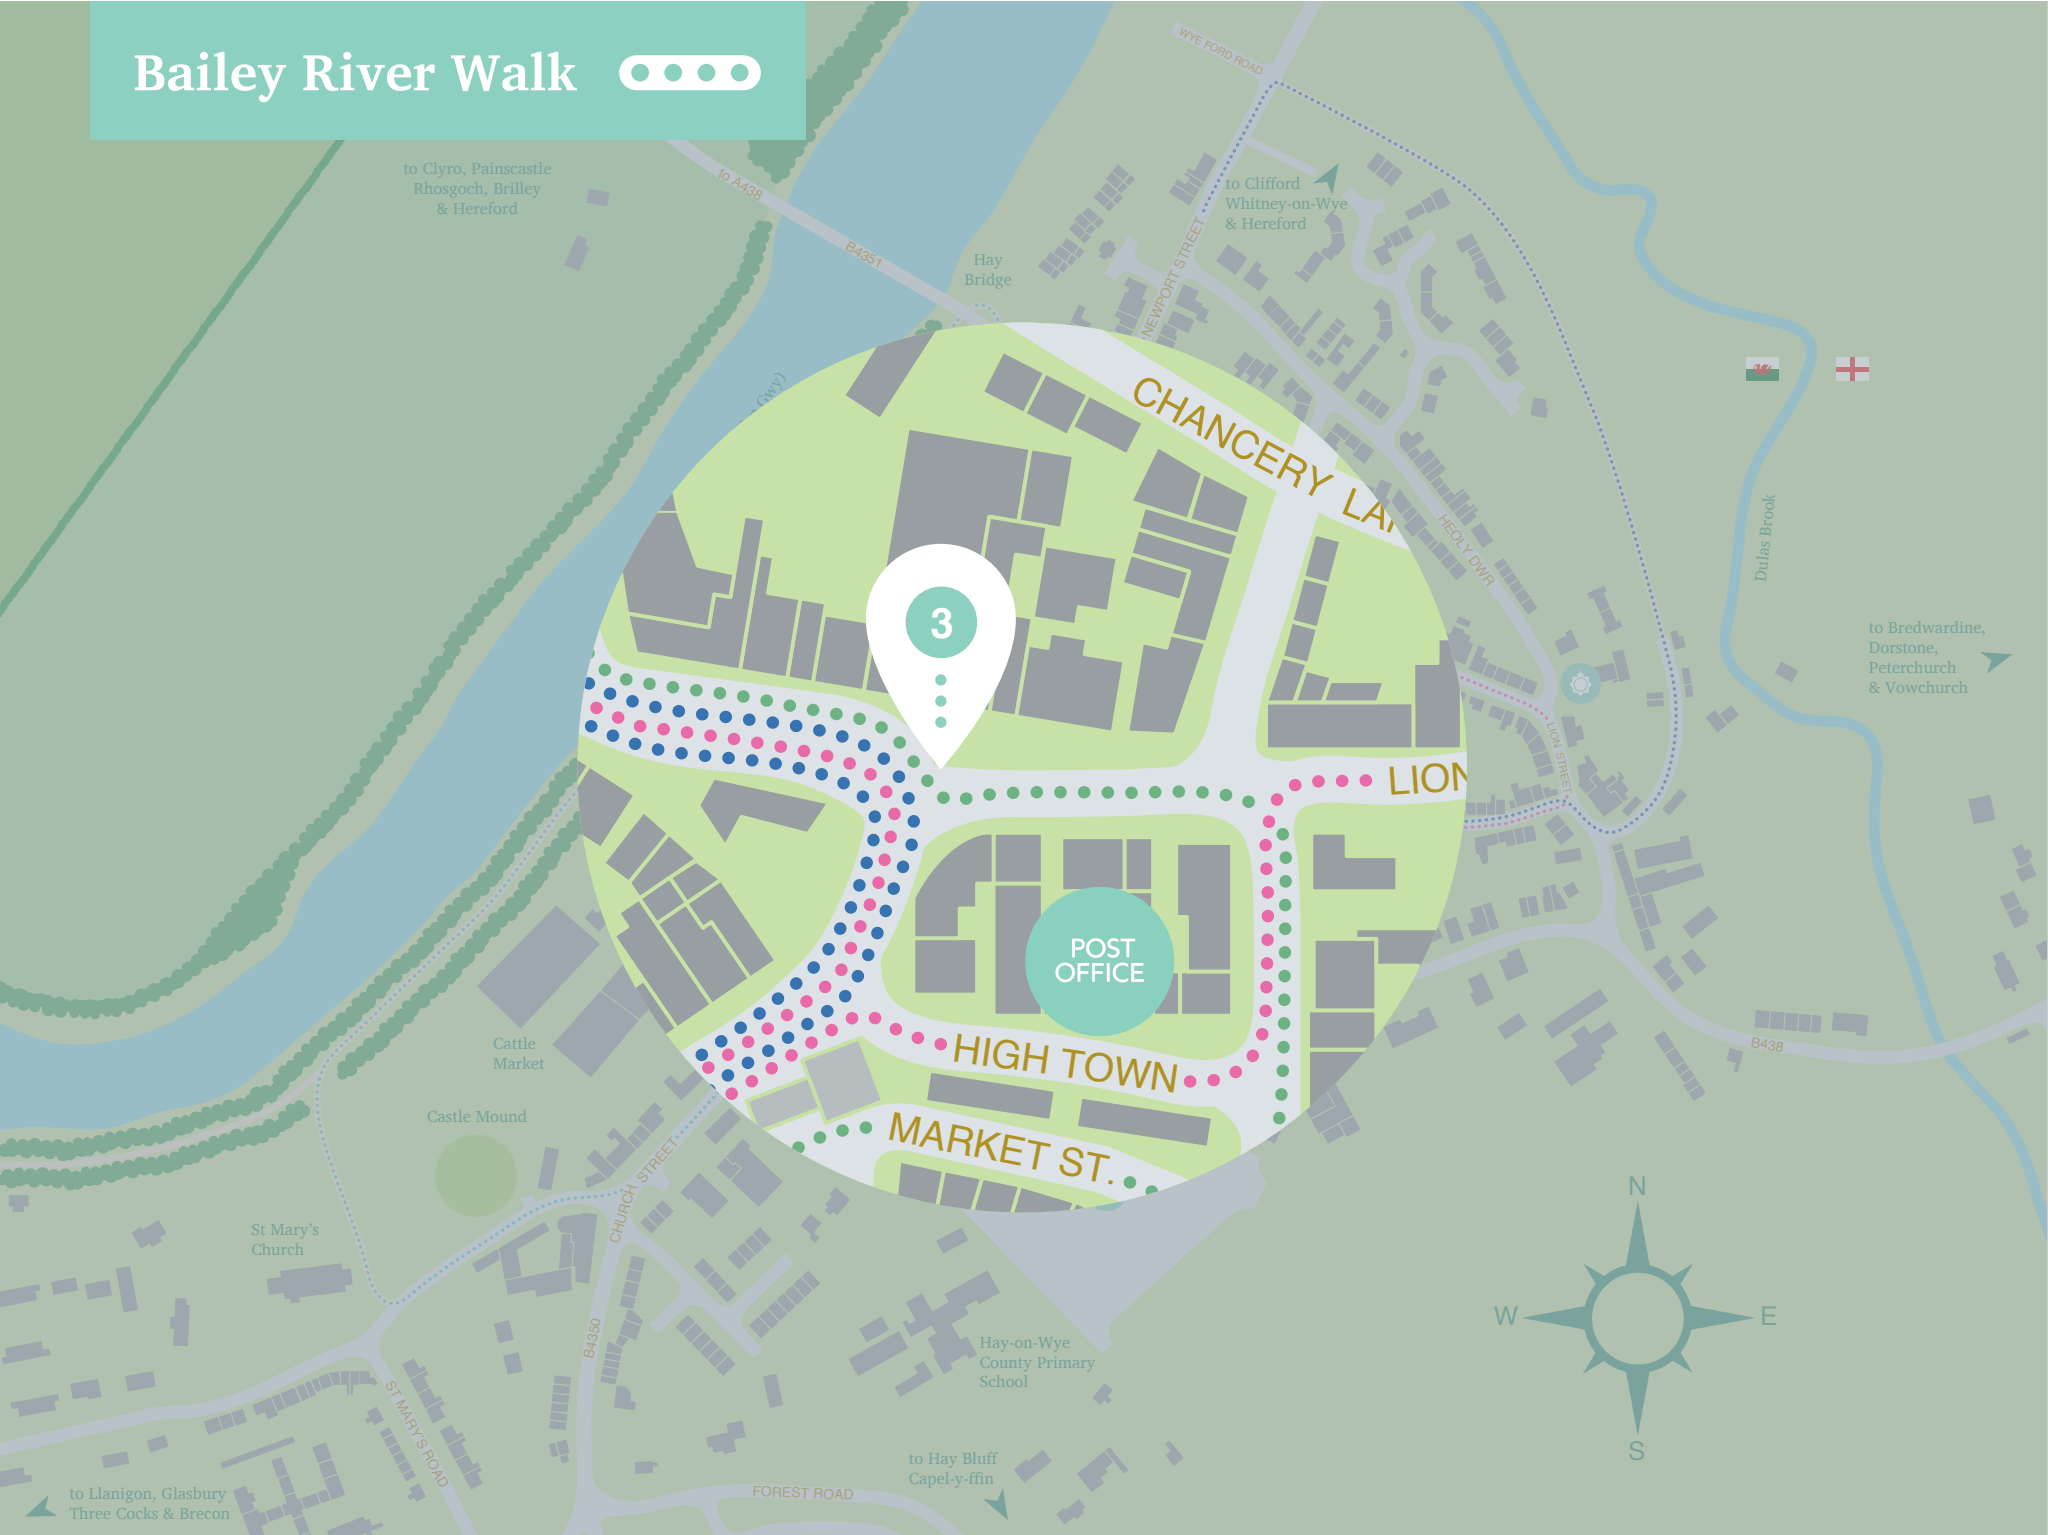 Bailey River Walk
WYE FORD ROAD
to Clyro, Painscastle
Rhosgoch, Brilley
& Hereford
to A438
B4351
to Clifford
Whitney-on-Wye
& Hereford
Hay
Bridge
NEWPORT STREET
Gwy)
CHANCERY LA
HEOLY DWR
Dulas Brook
3
to Bredwardine,
Dorstone,
Peterchurch
& Vowchurch
LION STREET
LION
POST
OFFICE
Cattle
Market
HIGH TOWN
B438
Castle Mound
MARKET ST.
CHURCH STREET
St Mary's
Church
N
W
E
S
B4350
Hay-on-Wye
County Primary
School
ST MARY'S ROAD
to Hay Bluff
Capel-y-ffin
FOREST ROAD
to Llanigon, Glasbury
Three Cocks & Brecon